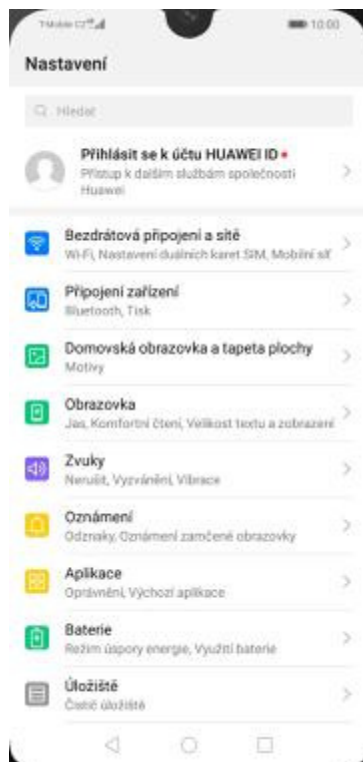 T-Mobile CZ
10:00
Nastavení
Hledat
Přihlásit se k účtu HUAWEI ID
Přístup k dalším službám společnosti
Huawei
Bezdrátová připojení a sítě
Wi-Fi, Nastavení duálních karet SIM, Mobilní síť
Připojení zařízení
Bluetooth, Tisk
Domovská obrazovka a tapeta plochy
Motivy
Obrazovka
Jas, Komfortní čtení, Velikost textu a zobrazení
Zvuky
Nerušit, Vyzvánění, Vibrace
Oznámení
Odznaky, Oznámení zamčené obrazovky
Aplikace
Oprávnění, Výchozí aplikace
Baterie
Režim úspory energie, Využití baterie
Úložiště
Čistič úložiště